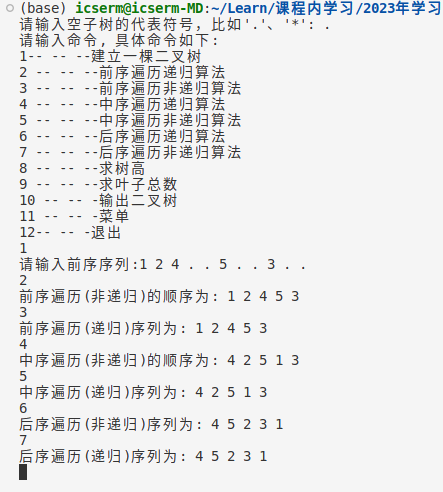 (base) icserm@icserm-MD:~/Learn/课程内学习/2023年学习
请输入空子树的代表符号，比如'.'、'*': .
请输入命令，具体命令如下:
1-- -- --建立一棵二叉树
2 -- -- --前序遍历递归算法
3 -- -- --前序遍历非递归算法
4 -- -- --中序遍历递归算法
5 -- -- --中序遍历非递归算法
6 -- -- --后序遍历递归算法
7 -- -- --后序遍历非递归算法
8 -- -- --求树高
9 -- -- --求叶子总数
10 -- -- -输出二叉树
11 -- -- -菜单
12-- -- -退出
1
请输入前序序列:1 2 4 . . 5 . . 3 . .
2
前序遍历(非递归)的顺序为: 1 2 4 5 3
3
前序遍历(递归)序列为: 1 2 4 5 3
4
中序遍历(非递归)的顺序为: 4 2 5 1 3
5
中序遍历(递归)序列为: 4 2 5 1 3
6
后序遍历(非递归)序列为: 4 5 2 3 1
7
后序遍历(递归)序列为: 4 5 2 3 1